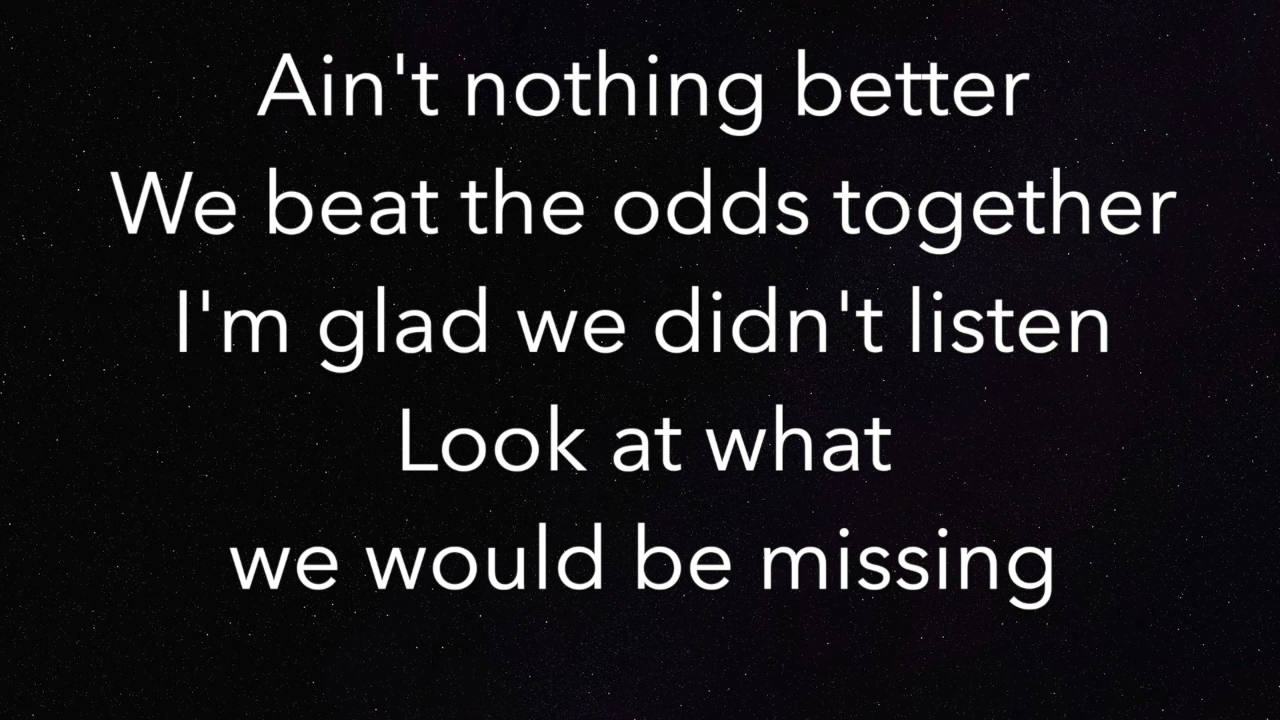 Ain't nothing better
We beat the odds together
I'm glad we didn't listen
Look at what
we would be missing